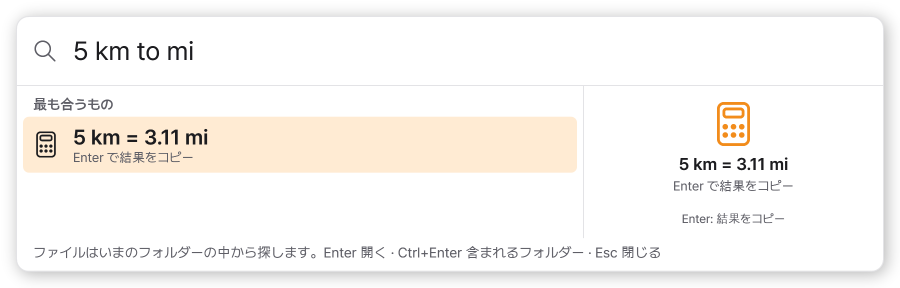 5 km to mi
最も合うもの
5 km = 3.11 mi
Enter で結果をコピー
5 km = 3.11 mi
Enter で結果をコピー
Enter: 結果をコピー
ファイルはいまのフォルダーの中から探します。Enter 開く · Ctrl+Enter 含まれるフォルダー · Esc 閉じる